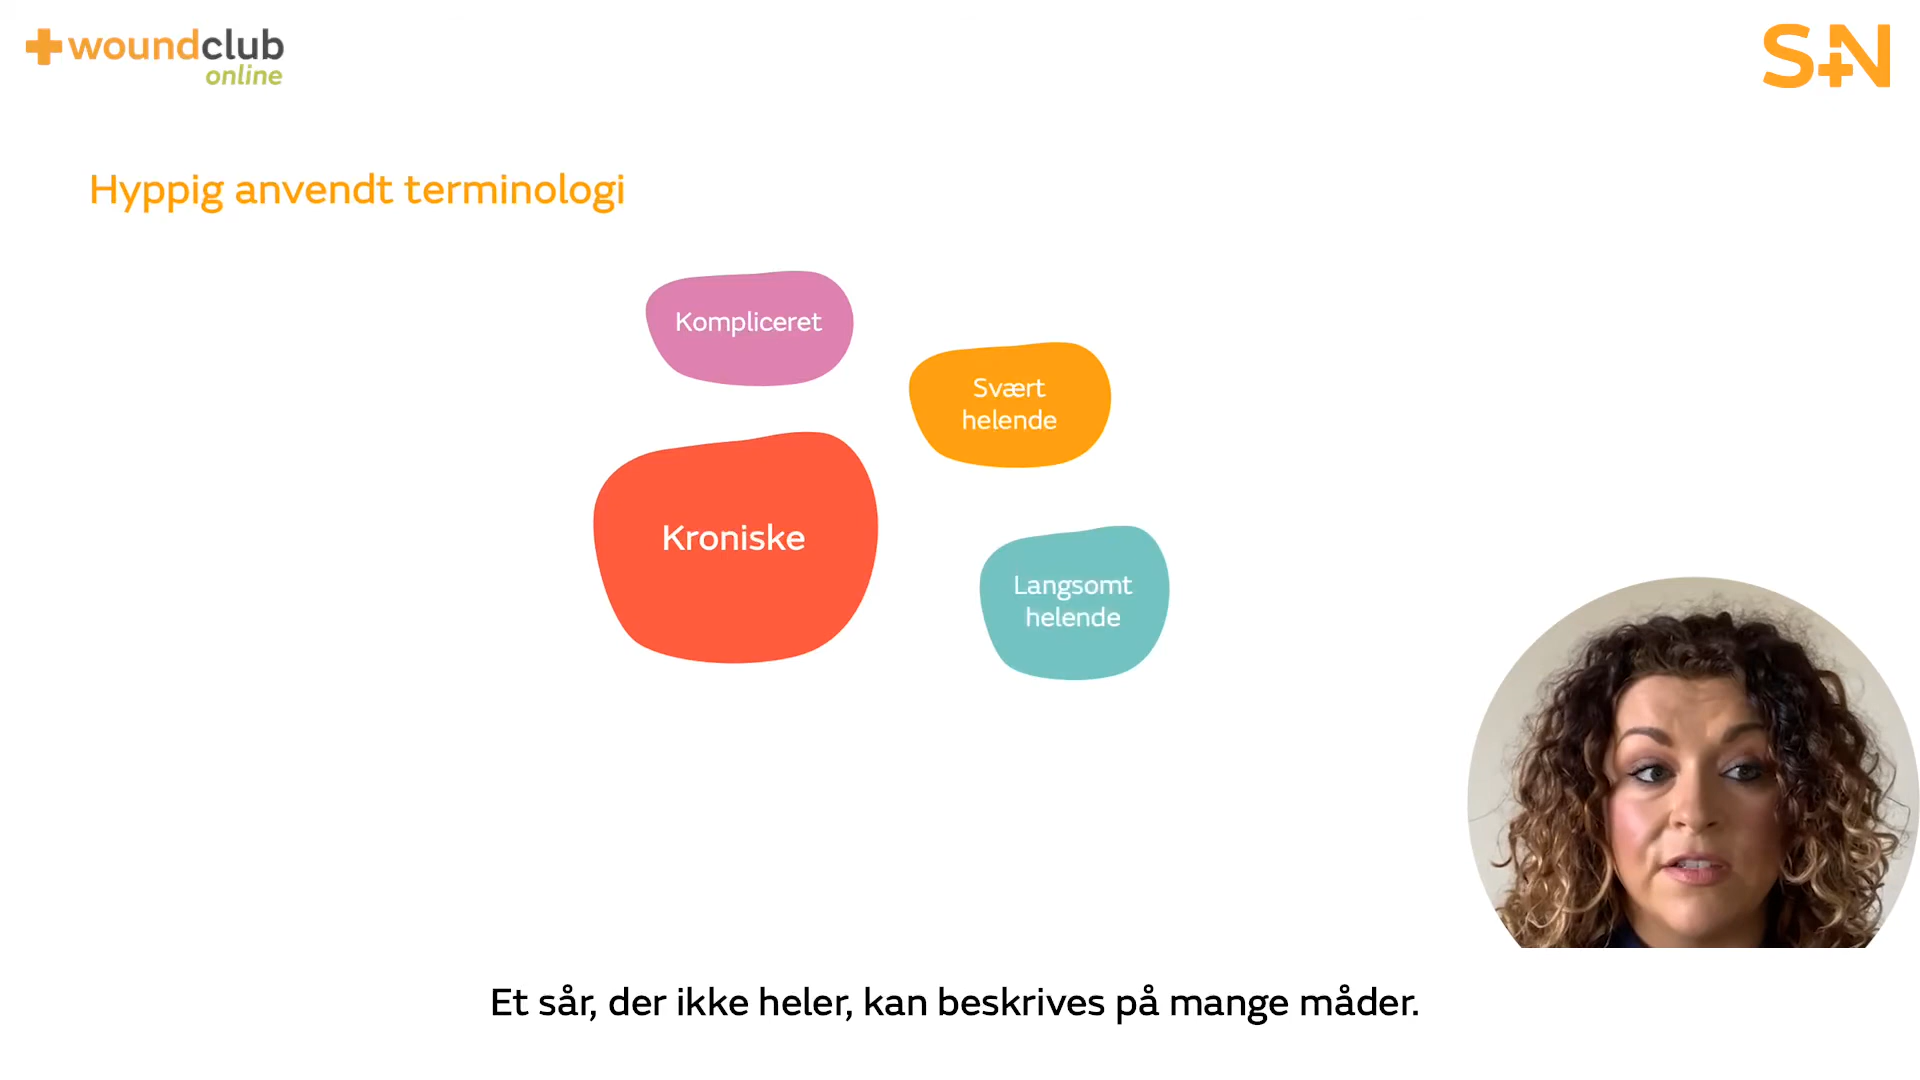 woundclub
online
S+N
Hyppig anvendt terminologi
Kompliceret
Svært
helende
Kroniske
Langsomt
helende
Et sår, der ikke heler, kan beskrives på mange måder.